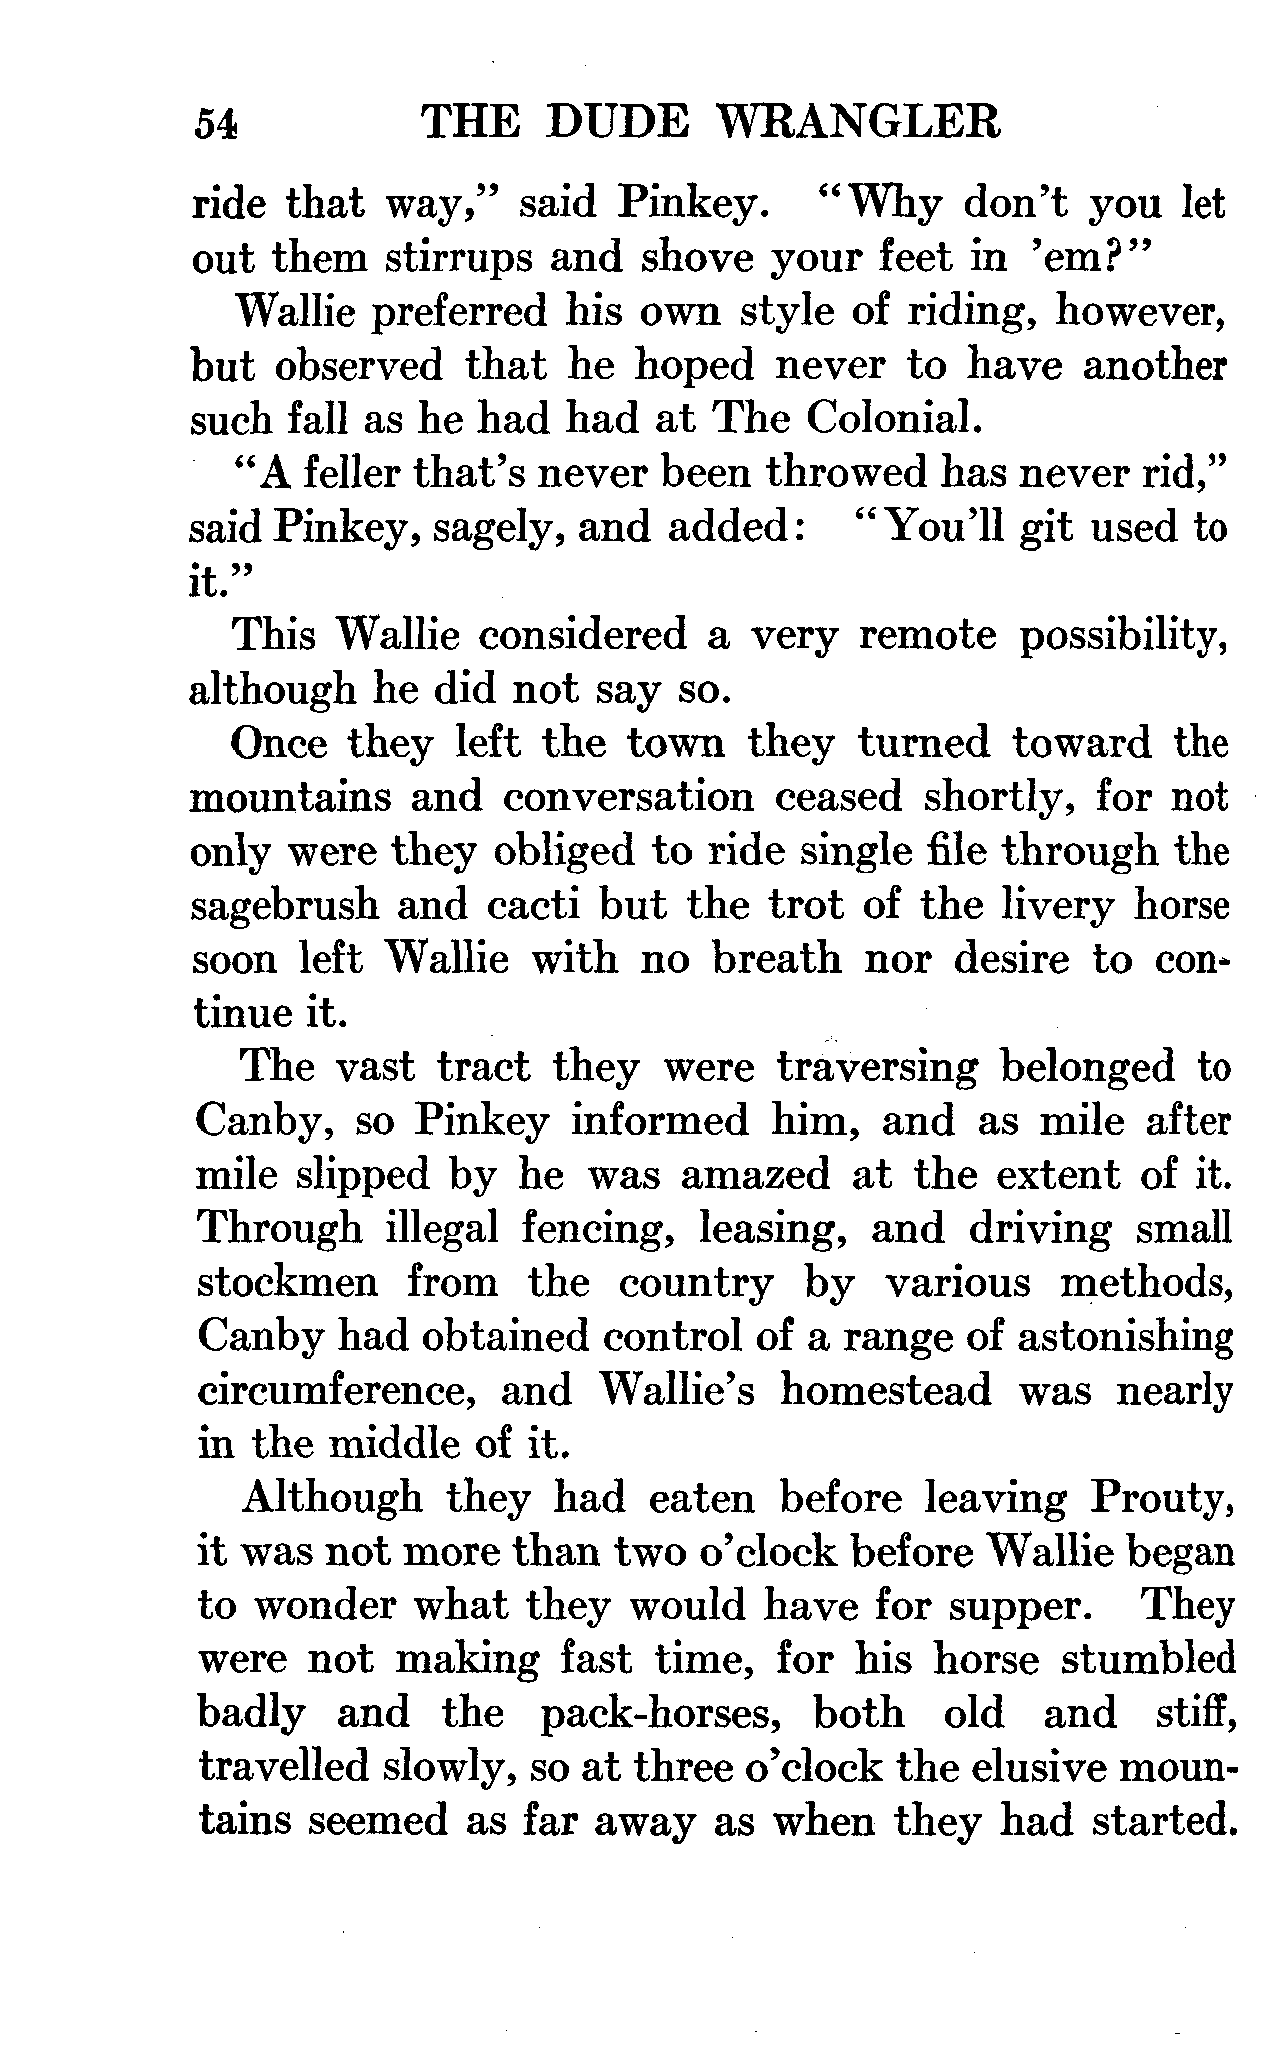 54 THE DUDE WRANGLER
ride that way,” said Pinkey. “Why don’t you let
out them stirrups and shove your feet in ’em?”
Wallie preferred his own style of riding, however,
but observed that he hoped never to have another
such fall as he had had at The Colonial.
“A feller that’s never been throwed has never rid,”
said Pinkey, sagely, and added: “You’ll git used to
it.”
This Wallie considered a very remote possibility,
although he did not say so.
Once they left the town they turned toward the
mountains and conversation ceased shortly, for not
only were they obliged to ride single file through the
sagebrush and cacti but the trot of the livery horse
soon left Wallie with no breath nor desire to con-
tinue it.
The vast tract they were traversing belonged to
Canby, so Pinkey informed him, and as mile after
mile slipped by he was amazed at the extent of it.
Through illegal fencing, leasing, and driving small
stockmen from the country by various methods,
Canby had obtained control of a range of astonishing
circumference, and Wallie’s homestead was nearly
in the middle of it.
Although they had eaten before leaving Prouty,
it was not more than two o’clock before Wallie began
to wonder what they would have for supper. They
were not making fast time, for his horse stumbled
badly and the pack-horses, both old and stiff,
travelled slowly, so at three o’clock the elusive moun-
tains seemed as far away as when they had started.